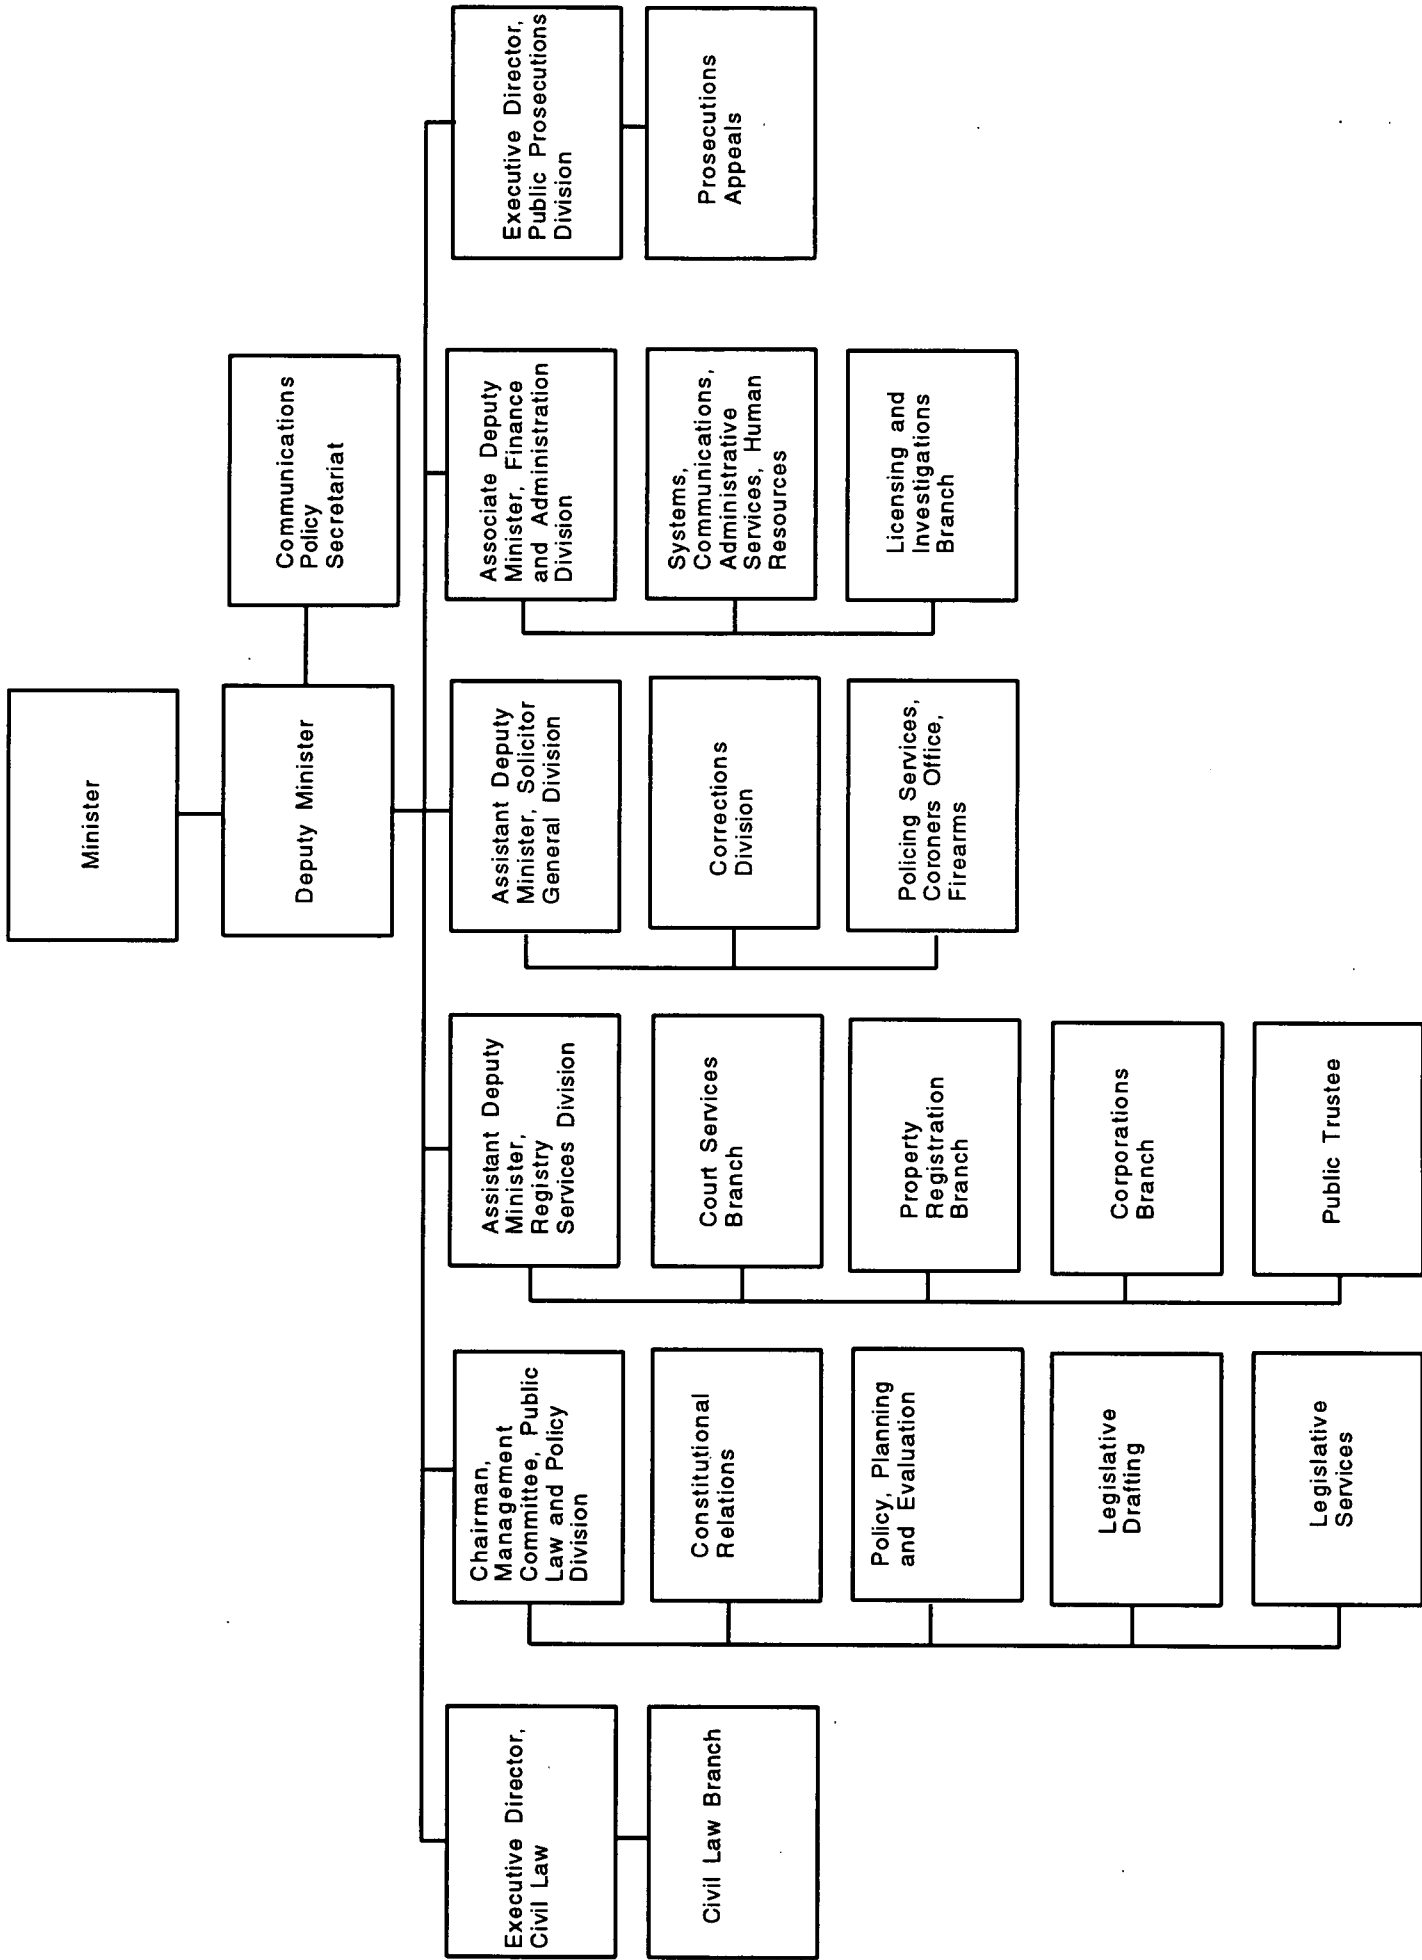 Minister
Deputy Minister
Communications
Policy
Secretariat
Executive Director,
Civil Law
Civil Law Branch
Chairman,
Management
Committee, Public
Law and Policy
Division
Constitutional
Relations
Policy, Planning
and Evaluation
Legislative
Drafting
Legislative
Services
Assistant Deputy
Minister,
Registry
Services Division
Court Services
Branch
Property
Registration
Branch
Corporations
Branch
Public Trustee
Assistant Deputy
Minister, Solicitor
General Division
Corrections
Division
Policing Services,
Coroners Office,
Firearms
Associate Deputy
Minister, Finance
and Administration
Division
Systems,
Communications,
Administrative
Services, Human
Resources
Licensing and
Investigations
Branch
Executive Director,
Public Prosecutions
Division
Prosecutions
Appeals